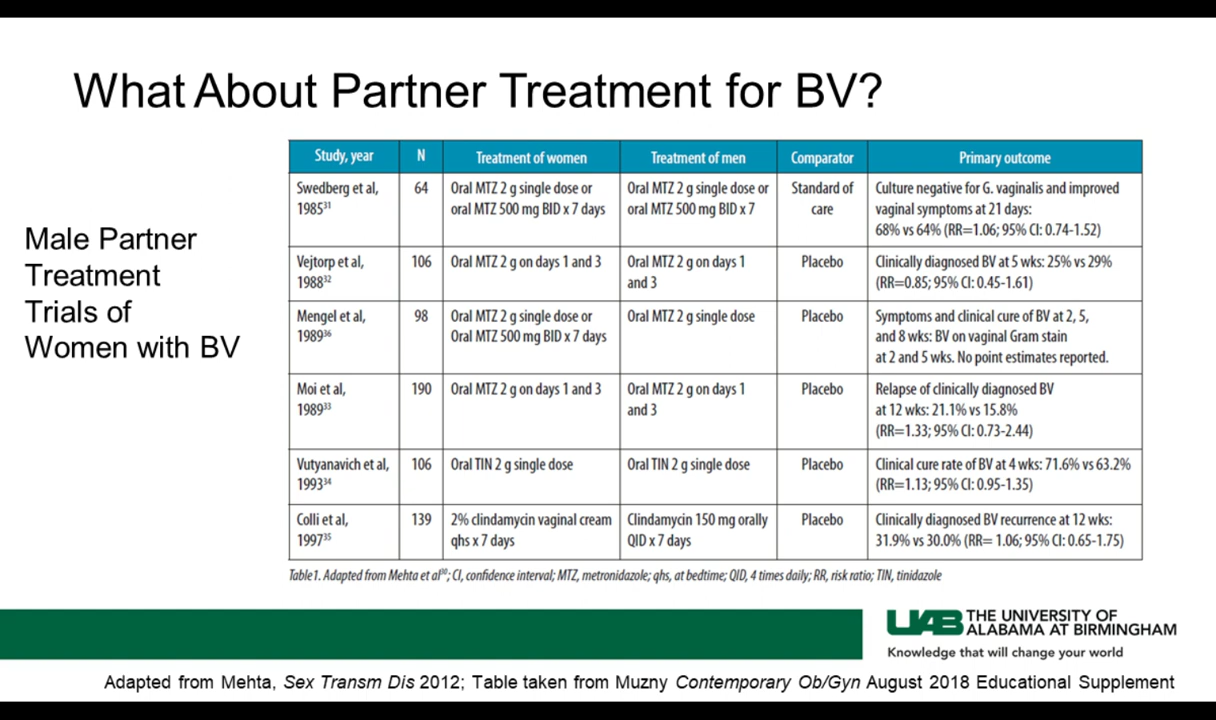 What About Partner Treatment for BV?
Male Partner
Treatment
Trials of
Women with BV
Study, year N Treatment of women Treatment of men Comparator Primary outcome
Swedberg et al, 64 Oral MTZ 2 g single dose or Oral MTZ 2 g single dose or Standard of Culture negative for G. vaginalis and improved
1985³¹ oral MTZ 500 mg BID x 7 days oral MTZ 500 mg BID x 7 care vaginal symptoms at 21 days:
68% vs 64% (RR=1.06; 95% CI: 0.74-1.52)
Vejtorp et al, 106 Oral MTZ 2 g on days 1 and 3 Oral MTZ 2 g on days 1 Placebo Clinically diagnosed BV at 5 wks: 25% vs 29%
1988³² and 3 (RR=0.85; 95% CI: 0.45-1.61)
Mengel et al, 98 Oral MTZ 2 g single dose or Oral MTZ 2 g single dose Placebo Symptoms and clinical cure of BV at 2, 5,
1989³⁶ Oral MTZ 500 mg BID x 7 days and 8 wks: BV on vaginal Gram stain
at 2 and 5 wks. No point estimates reported.
Moi et al, 190 Oral MTZ 2 g on days 1 and 3 Oral MTZ 2 g on days 1 Placebo Relapse of clinically diagnosed BV
1989³³ and 3 at 12 wks: 21.1% vs 15.8%
(RR=1.33; 95% CI: 0.73-2.44)
Vutyanavich et al, 106 Oral TIN 2 g single dose Oral TIN 2 g single dose Placebo Clinical cure rate of BV at 4 wks: 71.6% vs 63.2%
1993³⁴ (RR=1.13; 95% CI: 0.95-1.35)
Colli et al, 139 2% clindamycin vaginal cream Clindamycin 150 mg orally Placebo Clinically diagnosed BV recurrence at 12 wks:
1997³⁵ qhs x 7 days QID x 7 days 31.9% vs 30.0% (RR= 1.06; 95% CI: 0.65-1.75)
Table1. Adapted from Mehta et al³⁰; CI, confidence interval; MTZ, metronidazole; qhs, at bedtime; QID, 4 times daily; RR, risk ratio; TIN, tinidazole
UAB THE UNIVERSITY OF
ALABAMA AT BIRMINGHAM
Knowledge that will change your world
Adapted from Mehta, Sex Transm Dis 2012; Table taken from Muzny Contemporary Ob/Gyn August 2018 Educational Supplement